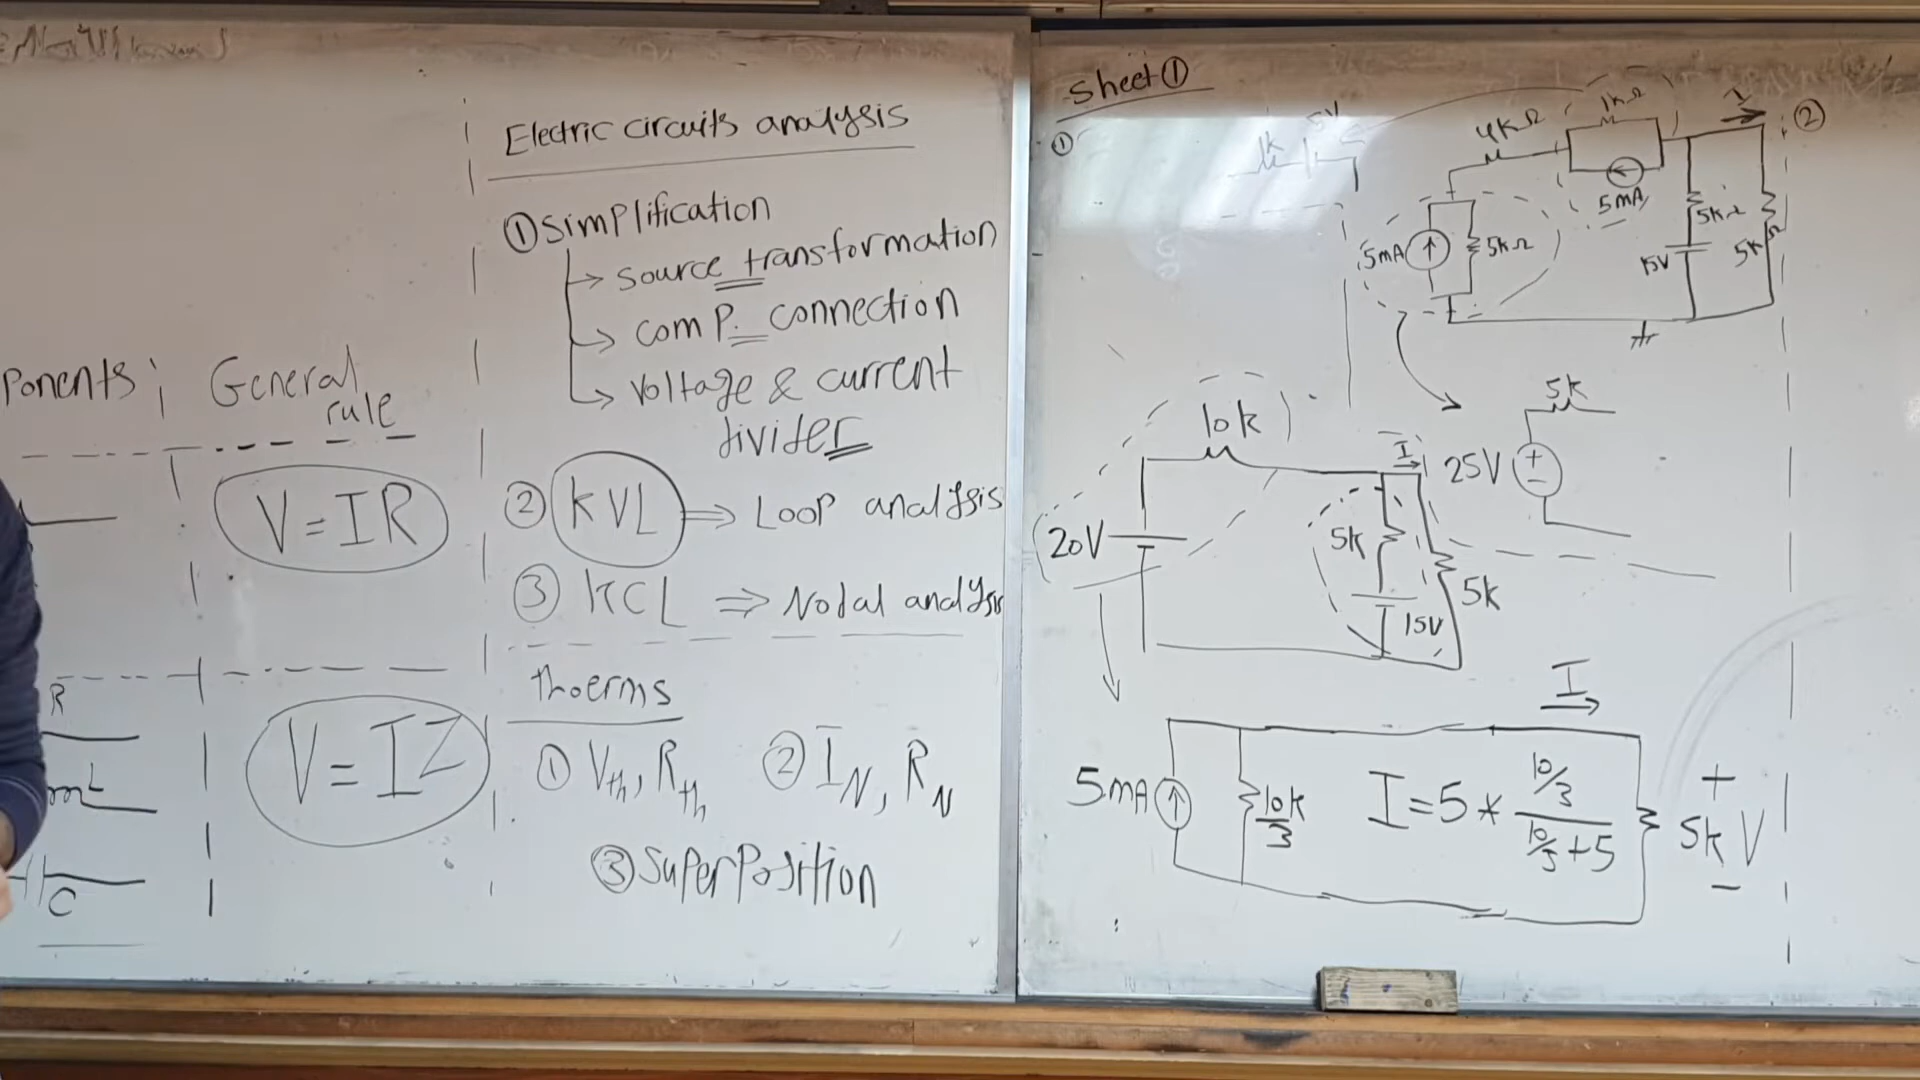 Ponents
General
rule
V = IR
R
V = IZ
C
Electric circuits analysis
① Simplification
→ source transformation
→ comP. connection
→ voltage & current
divider
② KVL ⇒ Loop analysis
③ KCL ⇒ Nodal analysis
thoerms
① Vth, Rth
② IN, RN
③ SuperPosition
Sheet ①
①
1k
5V
4kΩ
1kΩ
I
②
5mA
5mA
5kΩ
5kΩ
15V
5kΩ
5k
25V
+
-
10k
I
20V
5k
15V
5k
I
5mA
10k/3
I = 5 * (10/3)/(10/3 + 5)
5k
+
V
-